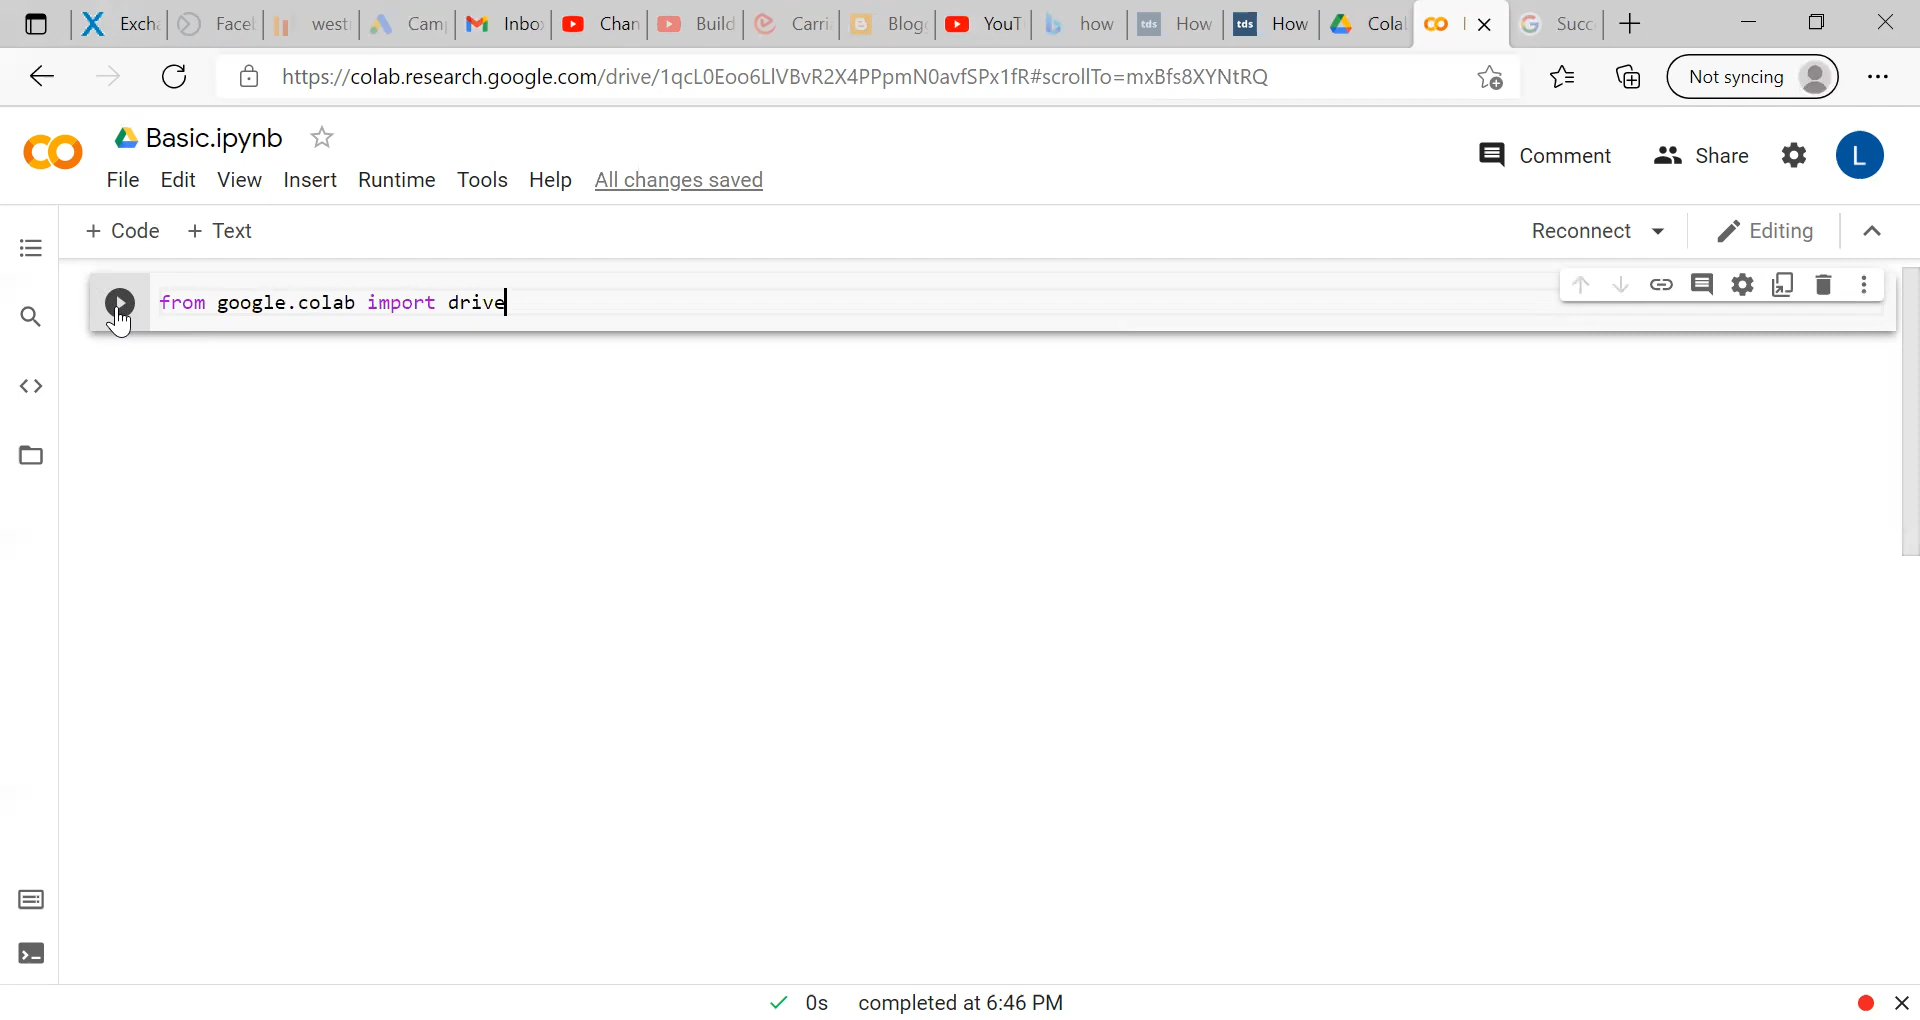 Exch Facel west Cam Inbo Chan Build Carri Blog YouT how How How Cola Succ
https://colab.research.google.com/drive/1qcL0Eoo6LlVBvR2X4PPpmN0avfSPx1fR#scrollTo=mxBfs8XYNtRQ Not syncing
Basic.ipynb
Comment Share L
File Edit View Insert Runtime Tools Help All changes saved
+ Code + Text Reconnect Editing
from google.colab import drive
0s completed at 6:46 PM